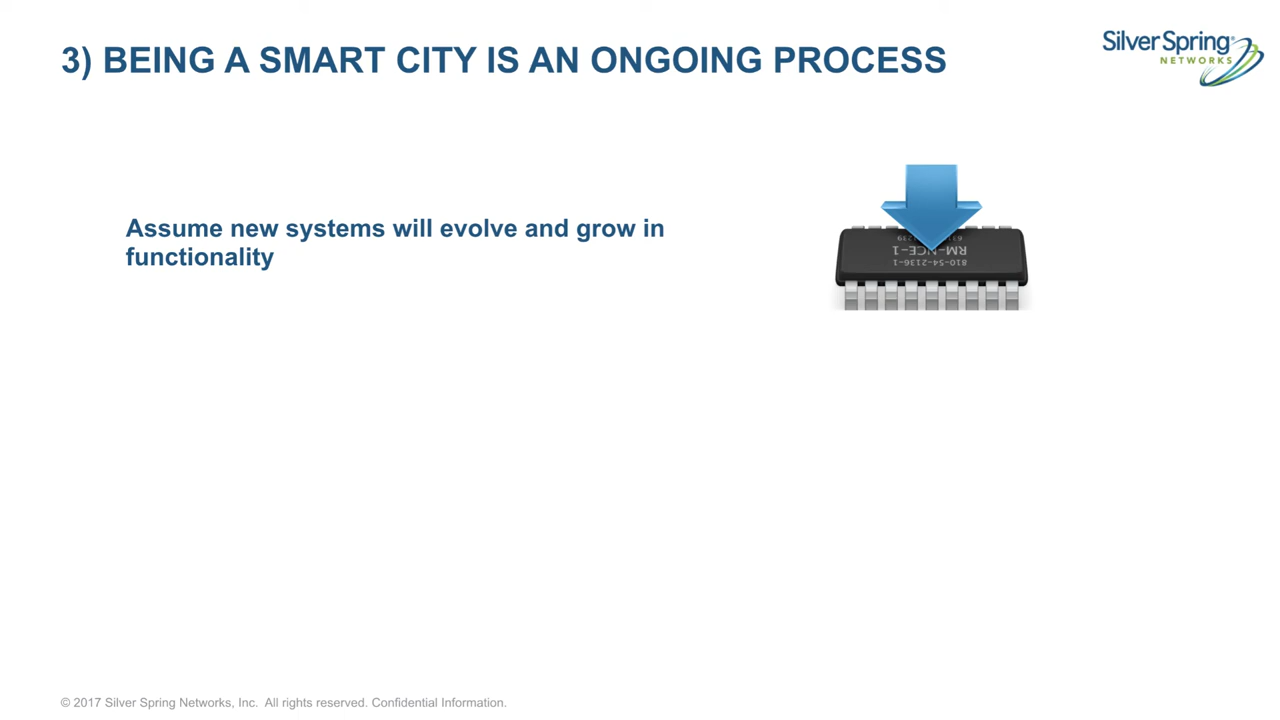 3) BEING A SMART CITY IS AN ONGOING PROCESS
Silver Spring
NETWORKS
Assume new systems will evolve and grow in
functionality
RM-NCE-1
810-54-2136-1
© 2017 Silver Spring Networks, Inc.  All rights reserved. Confidential Information.